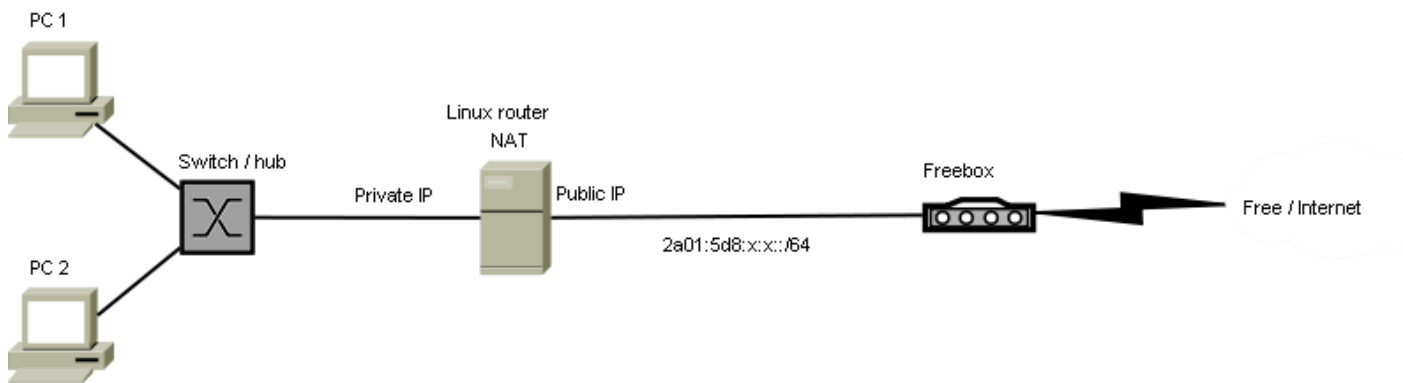 PC 1
Linux router
NAT
Switch / hub
Private IP
Public IP
Freebox
Free / Internet
2a01:5d8:x:x::/64
PC 2